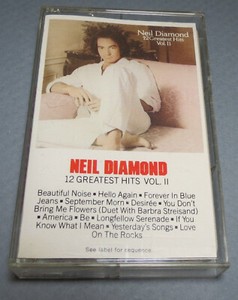 Neil Diamond
12 Greatest Hits
Vol. II
NEIL DIAMOND
12 GREATEST HITS VOL. II
Beautiful Noise ▪ Hello Again ▪ Forever In Blue
Jeans ▪ September Morn ▪ Desirée ▪ You Don't
Bring Me Flowers (Duet With Barbra Streisand)
▪ America ▪ Be ▪ Longfellow Serenade ▪ If You
Know What I Mean ▪ Yesterday's Songs ▪ Love
On The Rocks
See label for sequence